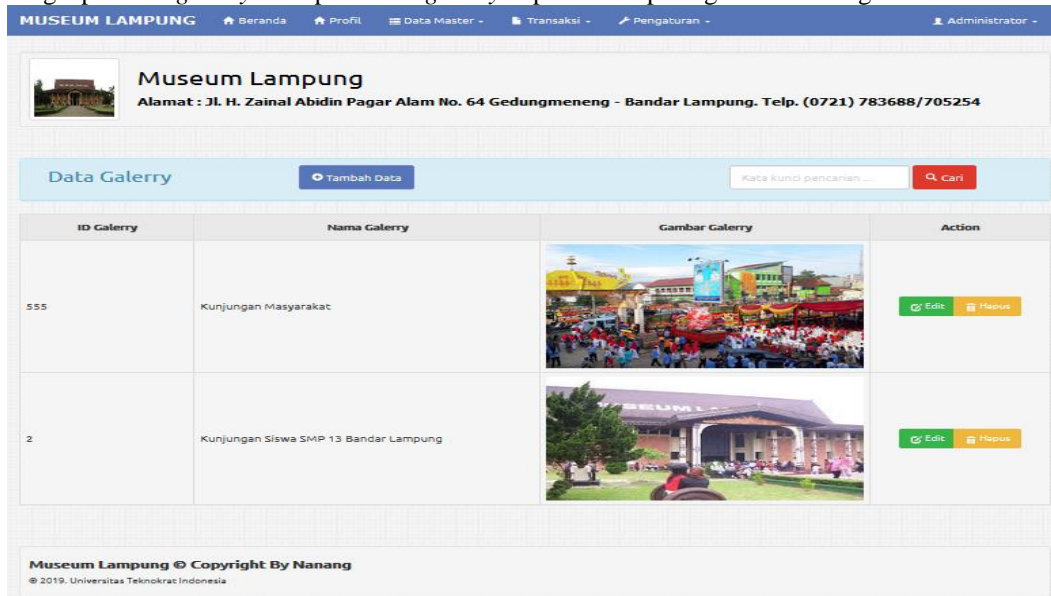 MUSEUM LAMPUNG Beranda Profil Data Master Transaksi Pengaturan Administrator
Museum Lampung
Alamat : Jl. H. Zainal Abidin Pagar Alam No. 64 Gedungmeneng - Bandar Lampung. Telp. (0721) 783688/705254
Data Galerry Tambah Data Kata kunci pencarian ... Cari
ID Galerry Nama Galerry Gambar Galerry Action
555 Kunjungan Masyarakat Edit Hapus
2 Kunjungan Siswa SMP 13 Bandar Lampung Edit Hapus
Museum Lampung © Copyright By Nanang
© 2019. Universitas Teknokrat Indonesia